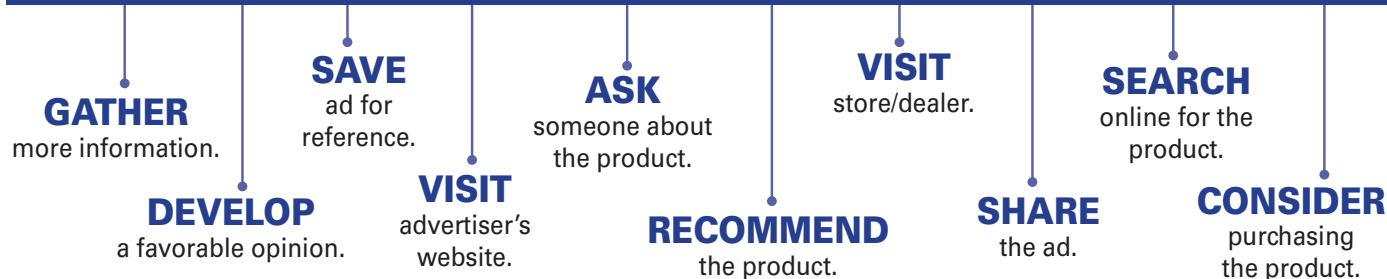 GATHER
more information.
DEVELOP
a favorable opinion.
SAVE
ad for
reference.
VISIT
advertiser's
website.
ASK
someone about
the product.
RECOMMEND
the product.
VISIT
store/dealer.
SHARE
the ad.
SEARCH
online for the
product.
CONSIDER
purchasing
the product.